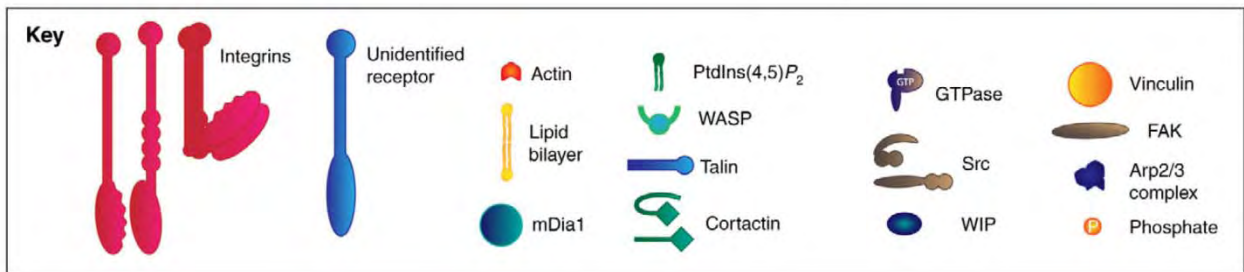 Key
Integrins
Unidentified
receptor
Actin
Lipid
bilayer
mDia1
PtdIns(4,5)P2
WASP
Talin
Cortactin
GTP
GTPase
Src
WIP
Vinculin
FAK
Arp2/3
complex
P
Phosphate